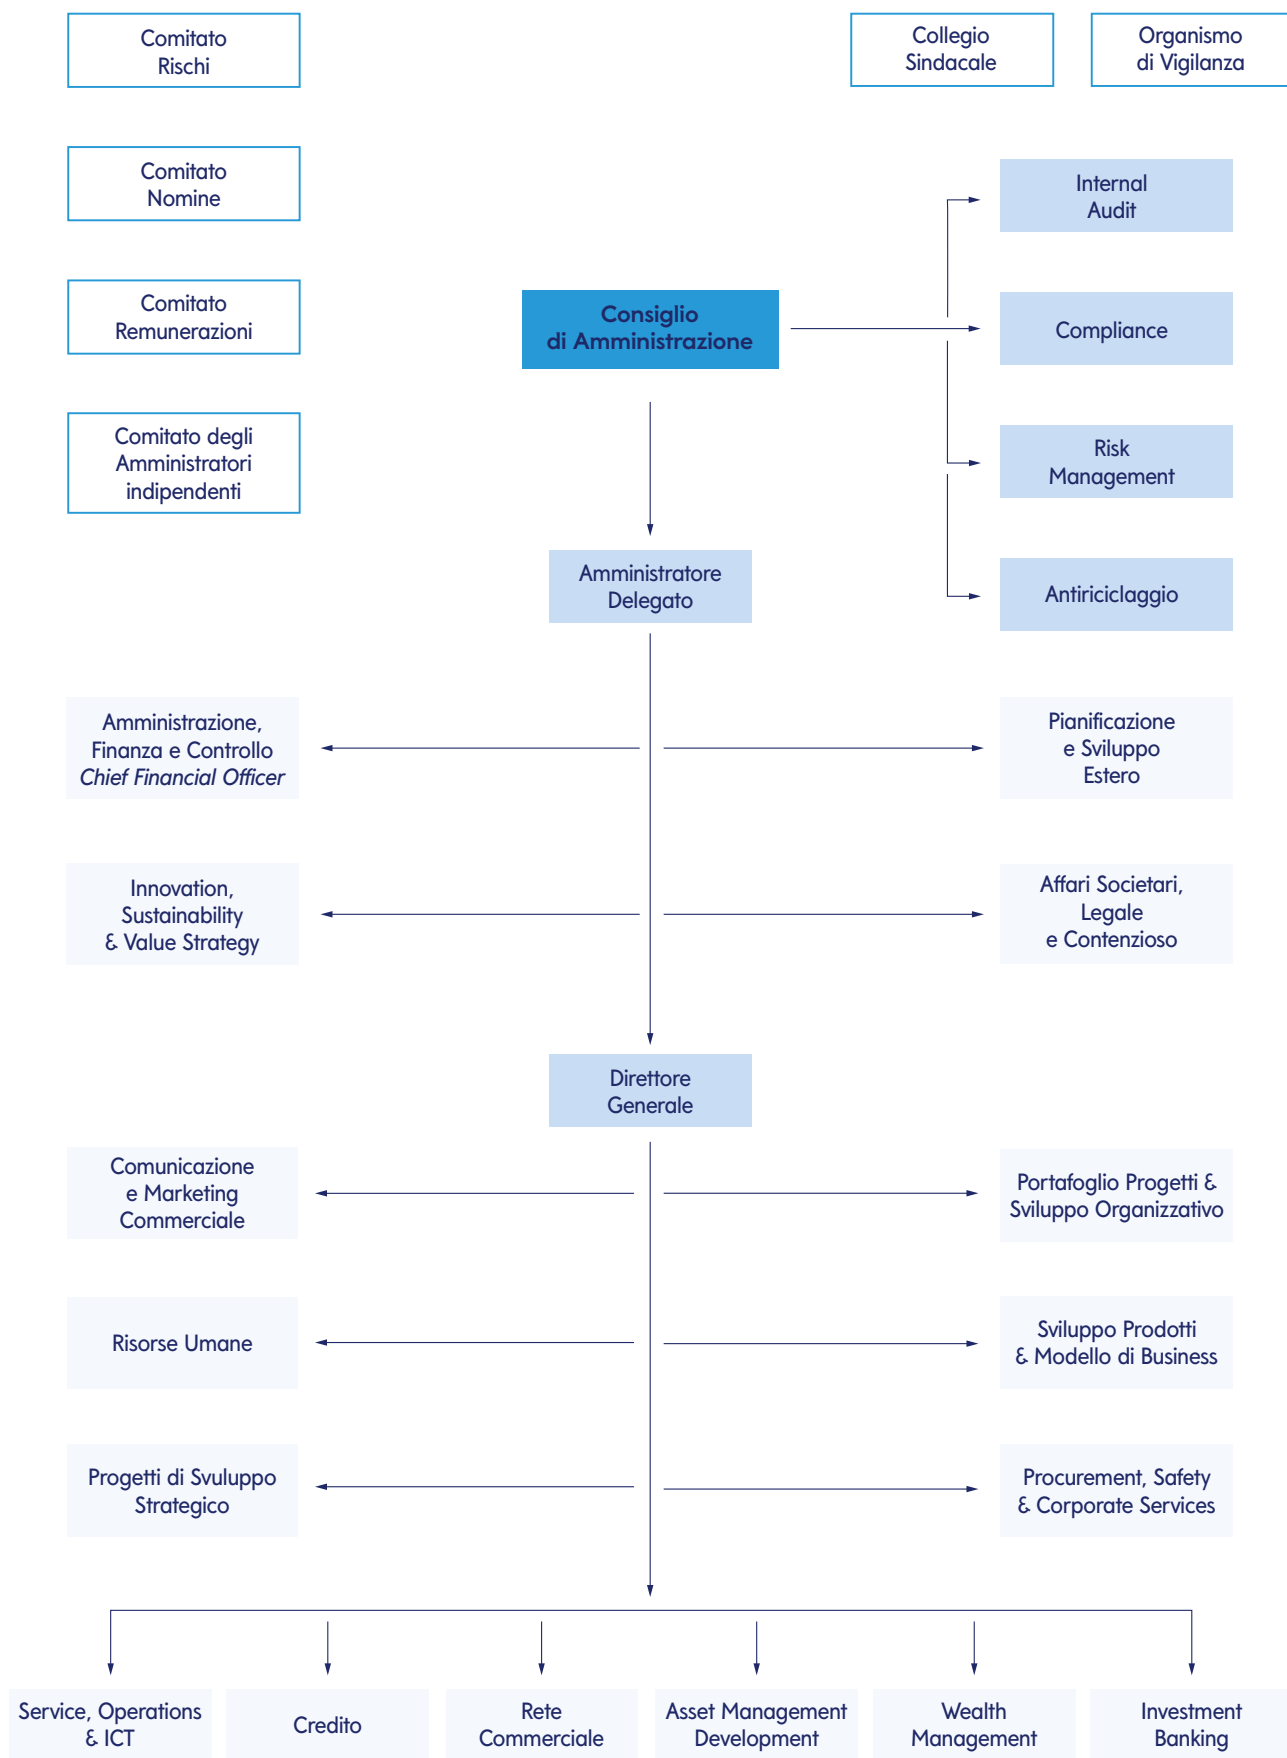 Comitato
Rischi
Collegio
Sindacale
Organismo
di Vigilanza
Comitato
Nomine
Internal
Audit
Comitato
Remunerazioni
Consiglio
di Amministrazione
Compliance
Comitato degli
Amministratori
indipendenti
Risk
Management
Amministratore
Delegato
Antiriciclaggio
Amministrazione,
Finanza e Controllo
Chief Financial Officer
Pianificazione
e Sviluppo
Estero
Innovation,
Sustainability
& Value Strategy
Affari Societari,
Legale
e Contenzioso
Direttore
Generale
Comunicazione
e Marketing
Commerciale
Portafoglio Progetti &
Sviluppo Organizzativo
Risorse Umane
Sviluppo Prodotti
& Modello di Business
Progetti di Svuluppo
Strategico
Procurement, Safety
& Corporate Services
Service, Operations
& ICT
Credito
Rete
Commerciale
Asset Management
Development
Wealth
Management
Investment
Banking